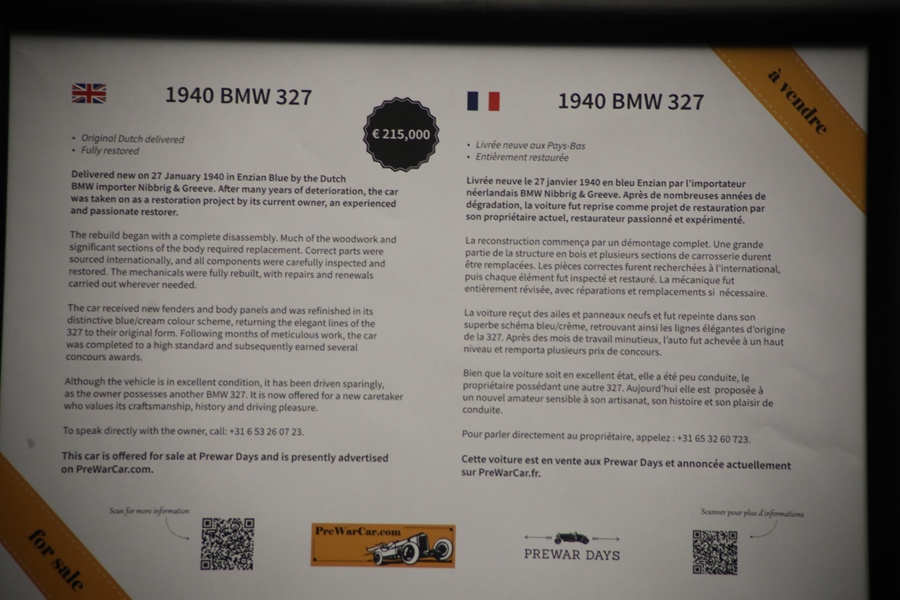 1940 BMW 327
€ 215,000
• Original Dutch delivered
• Fully restored
Delivered new on 27 January 1940 in Enzian Blue by the Dutch
BMW importer Nibbrig & Greeve. After many years of deterioration, the car
was taken on as a restoration project by its current owner, an experienced
and passionate restorer.
The rebuild began with a complete disassembly. Much of the woodwork and
significant sections of the body required replacement. Correct parts were
sourced internationally, and all components were carefully inspected and
restored. The mechanicals were fully rebuilt, with repairs and renewals
carried out wherever needed.
The car received new fenders and body panels and was refinished in its
distinctive blue/cream colour scheme, returning the elegant lines of the
327 to their original form. Following months of meticulous work, the car
was completed to a high standard and subsequently earned several
concours awards.
Although the vehicle is in excellent condition, it has been driven sparingly,
as the owner possesses another BMW 327. It is now offered for a new caretaker
who values its craftsmanship, history and driving pleasure.
To speak directly with the owner, call: +31 6 53 26 07 23.
This car is offered for sale at Prewar Days and is presently advertised
on PreWarCar.com.
Scan for more information
for sale
PreWarCar.com
à vendre
1940 BMW 327
• Livrée neuve aux Pays-Bas
• Entièrement restaurée
Livrée neuve le 27 janvier 1940 en bleu Enzian par l'importateur
néerlandais BMW Nibbrig & Greeve. Après de nombreuses années de
dégradation, la voiture fut reprise comme projet de restauration par
son propriétaire actuel, restaurateur passionné et expérimenté.
La reconstruction commença par un démontage complet. Une grande
partie de la structure en bois et plusieurs sections de carrosserie durent
être remplacées. Les pièces correctes furent recherchées à l'international,
puis chaque élément fut inspecté et restauré. La mécanique fut
entièrement révisée, avec réparations et remplacements si nécessaire.
La voiture reçut des ailes et panneaux neufs et fut repeinte dans son
superbe schéma bleu/crème, retrouvant ainsi les lignes élégantes d'origine
de la 327. Après des mois de travail minutieux, l'auto fut achevée à un haut
niveau et remporta plusieurs prix de concours.
Bien que la voiture soit en excellent état, elle a été peu conduite, le
propriétaire possédant une autre 327. Aujourd'hui elle est proposée à
un nouvel amateur sensible à son artisanat, son histoire et son plaisir de
conduite.
Pour parler directement au propriétaire, appelez : +31 65 32 60 723.
Cette voiture est en vente aux Prewar Days et annoncée actuellement
sur PreWarCar.fr.
Scanner pour plus d'informations
PREWAR DAYS